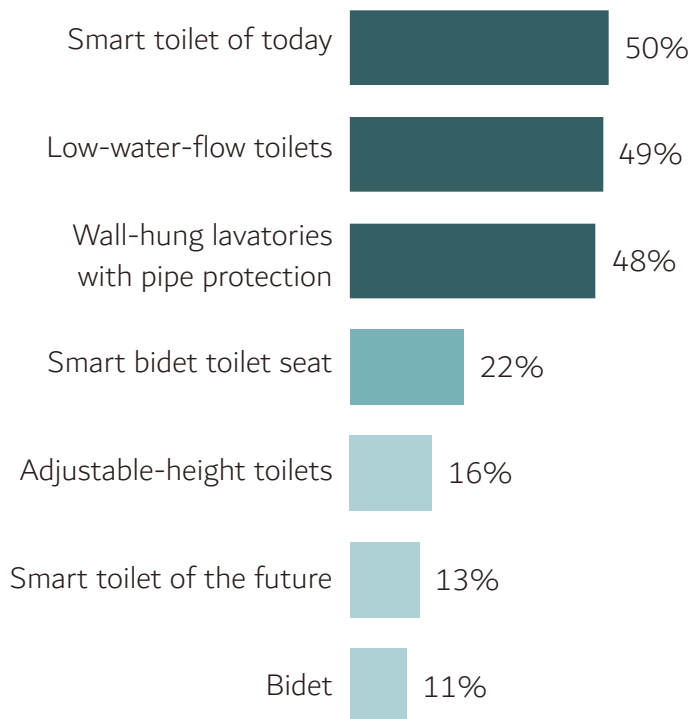 Smart toilet of today
50%
Low-water-flow toilets
49%
Wall-hung lavatories
with pipe protection
48%
Smart bidet toilet seat
22%
Adjustable-height toilets
16%
Smart toilet of the future
13%
Bidet
11%